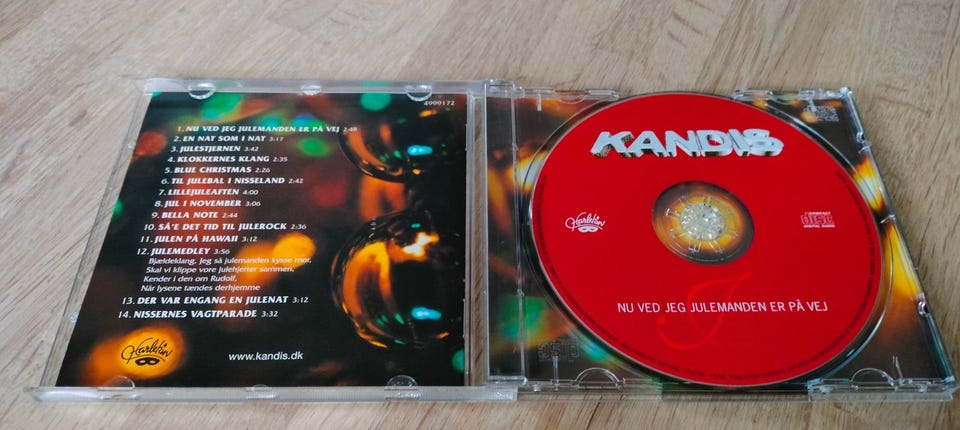 4999172
1. NU VED JEG JULEMANDEN ER PÅ VEJ 2:48
2. EN NAT SOM I NAT 3:17
3. JULESTJERNEN 3:42
4. KLOKKERNES KLANG 2:35
5. BLUE CHRISTMAS 2:26
6. TIL JULEBAL I NISSELAND 2:42
7. LILLEJULEAFTEN 4:00
8. JUL I NOVEMBER 3:06
9. BELLA NOTE 2:44
10. SÅ'E DET TID TIL JULEROCK 2:36
11. JULEN PÅ HAWAII 3:12
12. JULEMEDLEY 3:56
Bjældeklang, Jeg så julemanden kysse mor,
Skal vi klippe vore julehjerter sammen,
Kender i den om Rudolf,
Når lysene tændes derhjemme
13. DER VAR ENGANG EN JULENAT 3:12
14. NISSERNES VAGTPARADE 3:32
Harlekin
www.kandis.dk
KANDIS
Harlekin
COMPACT
DISC
DIGITAL AUDIO
NU VED JEG JULEMANDEN ER PÅ VEJ